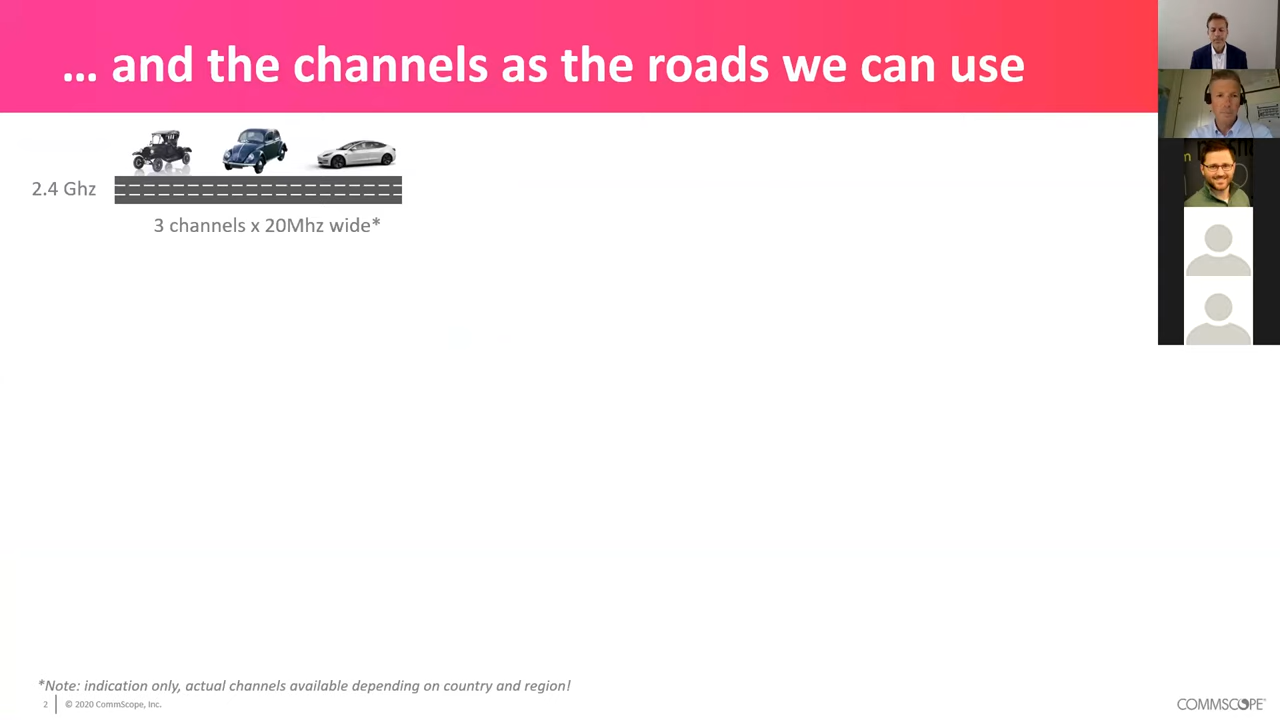 ... and the channels as the roads we can use
2.4 Ghz
3 channels x 20Mhz wide*
*Note: indication only, actual channels available depending on country and region!
2
© 2020 CommScope, Inc.
COMMSCOPE®